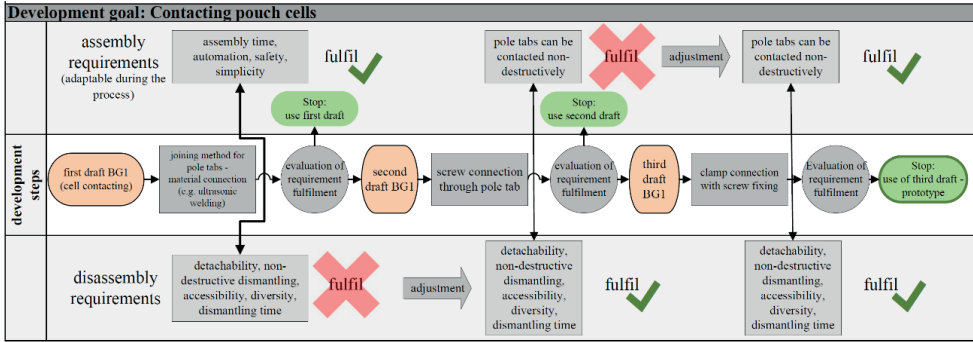 Development goal: Contacting pouch cells
assembly
requirements
(adaptable during the
process)
assembly time,
automation, safety,
simplicity
fulfil
pole tabs can be
contacted non-
destructively
fulfil
adjustment
pole tabs can be
contacted non-
destructively
fulfil
Stop:
use first draft
Stop:
use second draft
development
steps
first draft BG1
(cell contacting)
joining method for
pole tabs -
material connection
(e.g. ultrasonic
welding)
evaluation of
requirement
fulfilment
second
draft BG1
screw connection
through pole tab
evaluation of
requirement
fulfilment
third
draft
BG1
clamp connection
with screw fixing
Evaluation of
requirement
fulfilment
Stop:
use of third draft -
prototype
disassembly
requirements
detachability, non-
destructive dismantling,
accessibility, diversity,
dismantling time
fulfil
adjustment
detachability,
non-destructive
dismantling,
accessibility,
diversity,
dismantling time
fulfil
detachability,
non-destructive
dismantling,
accessibility,
diversity,
dismantling time
fulfil